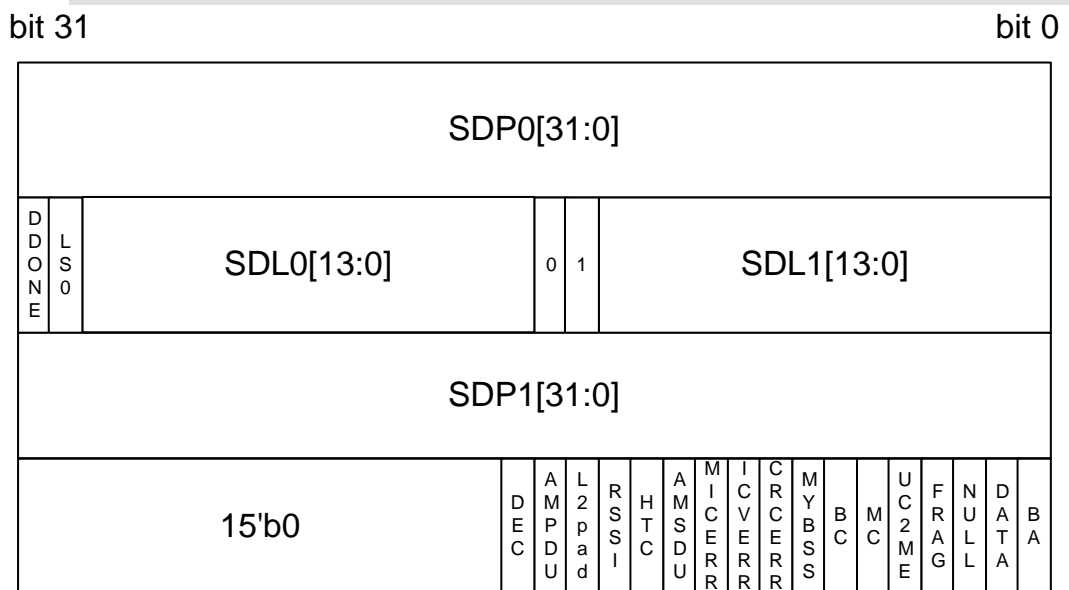 bit 31 bit 0
SDP0[31:0]
DDONE LS0 SDL0[13:0] 0 1 SDL1[13:0]
SDP1[31:0]
15'b0 DEC AMPDU L2pad RSSI HTC AMSDU MICERR ICVERR CRCERR MYBSS BC MC UC2ME FRAG NULL DATA BA